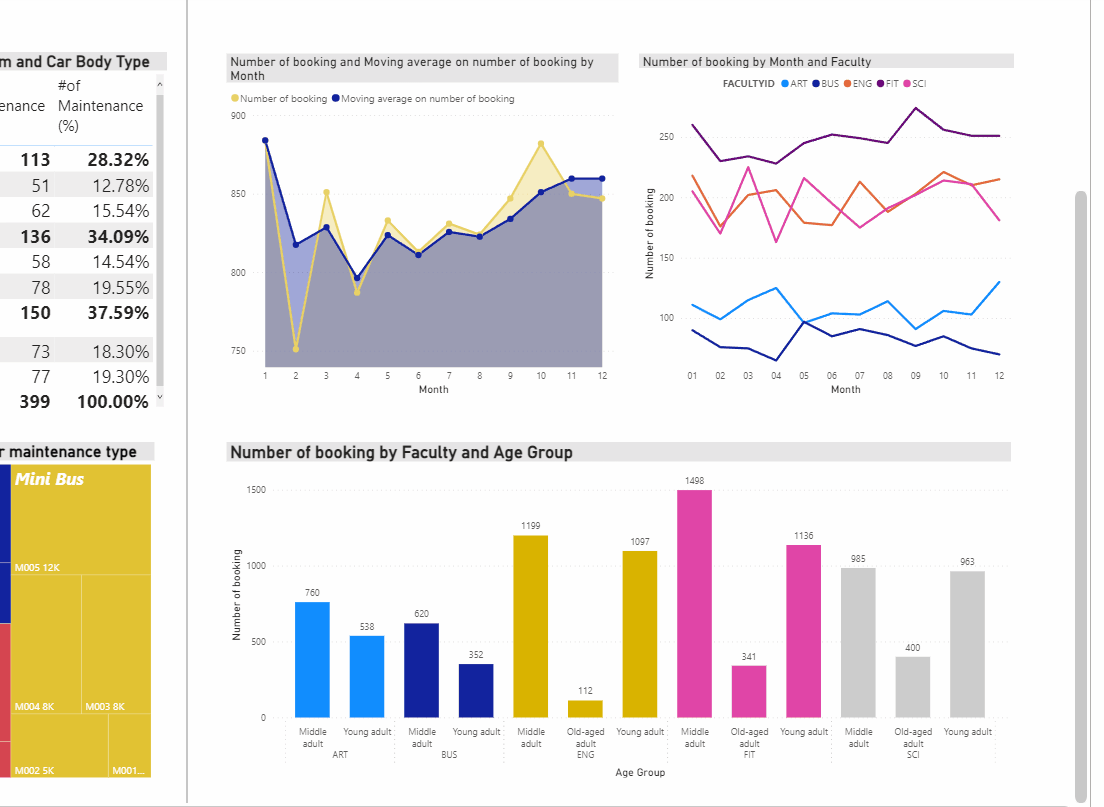 m and Car Body Type
enance
#of
Maintenance
(%)
113 28.32%
51 12.78%
62 15.54%
136 34.09%
58 14.54%
78 19.55%
150 37.59%
73 18.30%
77 19.30%
399 100.00%
r maintenance type
Mini Bus
M005 12K
M004 8K
M003 8K
M002 5K
M001...
Number of booking and Moving average on number of booking by
Month
Number of booking Moving average on number of booking
900
850
800
750
1 2 3 4 5 6 7 8 9 10 11 12
Month
Number of booking by Month and Faculty
FACULTYID ART BUS ENG FIT SCI
Number of booking
250
200
150
100
01 02 03 04 05 06 07 08 09 10 11 12
Month
Number of booking by Faculty and Age Group
Number of booking
1500
1000
500
0
760
538
620
352
1199
112
1097
1498
341
1136
985
400
963
Middle
adult
Young adult
Middle
adult
Young adult
Middle
adult
Old-aged
adult
Young adult
Middle
adult
Old-aged
adult
Young adult
Middle
adult
Old-aged
adult
Young adult
ART BUS ENG FIT SCI
Age Group